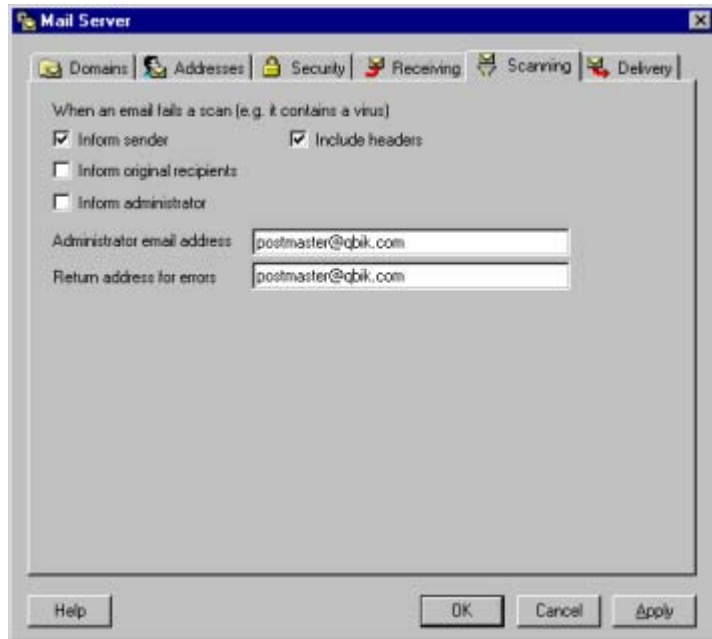 Mail Server
Domains Addresses Security Receiving Scanning Delivery
When an email fails a scan (e.g. it contains a virus)
Inform sender Include headers
Inform original recipients
Inform administrator
Administrator email address postmaster@qbik.com
Return address for errors postmaster@qbik.com
Help OK Cancel Apply